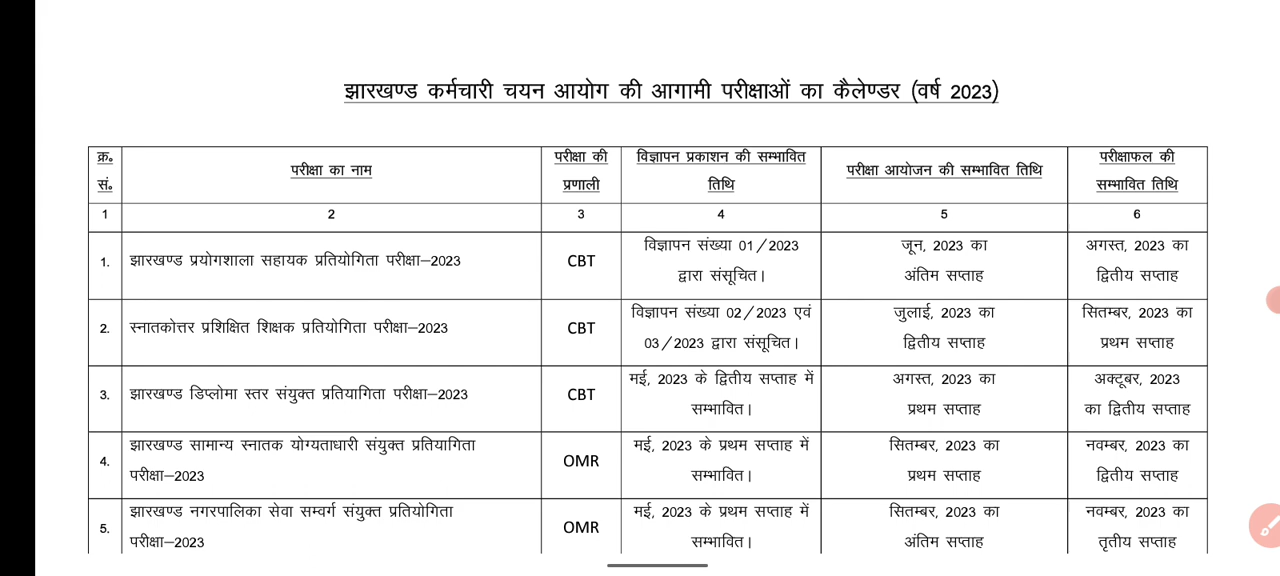 झारखण्ड कर्मचारी चयन आयोग की आगामी परीक्षाओं का कैलेण्डर (वर्ष 2023)
क्र॰ सं॰ परीक्षा का नाम परीक्षा की प्रणाली विज्ञापन प्रकाशन की सम्भावित तिथि परीक्षा आयोजन की सम्भावित तिथि परीक्षाफल की सम्भावित तिथि
1 2 3 4 5 6
1. झारखण्ड प्रयोगशाला सहायक प्रतियोगिता परीक्षा–2023 CBT विज्ञापन संख्या 01/2023 द्वारा संसूचित। जून, 2023 का अंतिम सप्ताह अगस्त, 2023 का द्वितीय सप्ताह
2. स्नातकोत्तर प्रशिक्षित शिक्षक प्रतियोगिता परीक्षा–2023 CBT विज्ञापन संख्या 02/2023 एवं 03/2023 द्वारा संसूचित। जुलाई, 2023 का द्वितीय सप्ताह सितम्बर, 2023 का प्रथम सप्ताह
3. झारखण्ड डिप्लोमा स्तर संयुक्त प्रतियागिता परीक्षा–2023 CBT मई, 2023 के द्वितीय सप्ताह में सम्भावित। अगस्त, 2023 का प्रथम सप्ताह अक्टूबर, 2023 का द्वितीय सप्ताह
4. झारखण्ड सामान्य स्नातक योग्यताधारी संयुक्त प्रतियागिता परीक्षा–2023 OMR मई, 2023 के प्रथम सप्ताह में सम्भावित। सितम्बर, 2023 का प्रथम सप्ताह नवम्बर, 2023 का द्वितीय सप्ताह
5. झारखण्ड नगरपालिका सेवा सम्वर्ग संयुक्त प्रतियोगिता परीक्षा–2023 OMR मई, 2023 के प्रथम सप्ताह में सम्भावित। सितम्बर, 2023 का अंतिम सप्ताह नवम्बर, 2023 का तृतीय सप्ताह